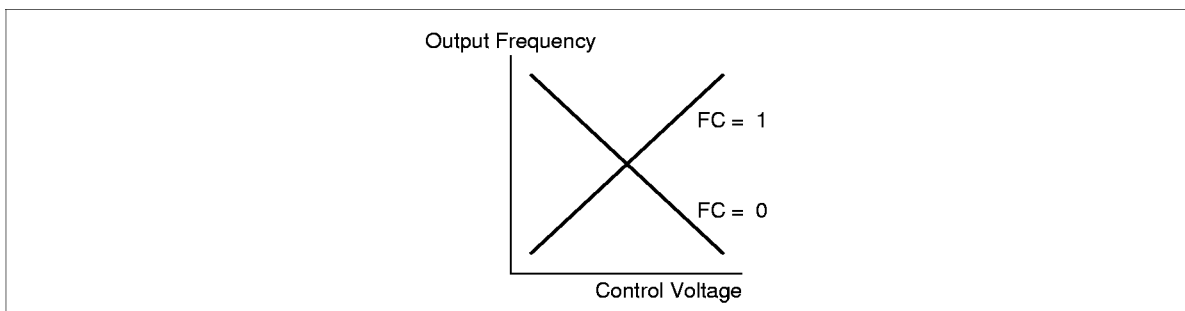 Output Frequency
FC = 1
FC = 0
Control Voltage